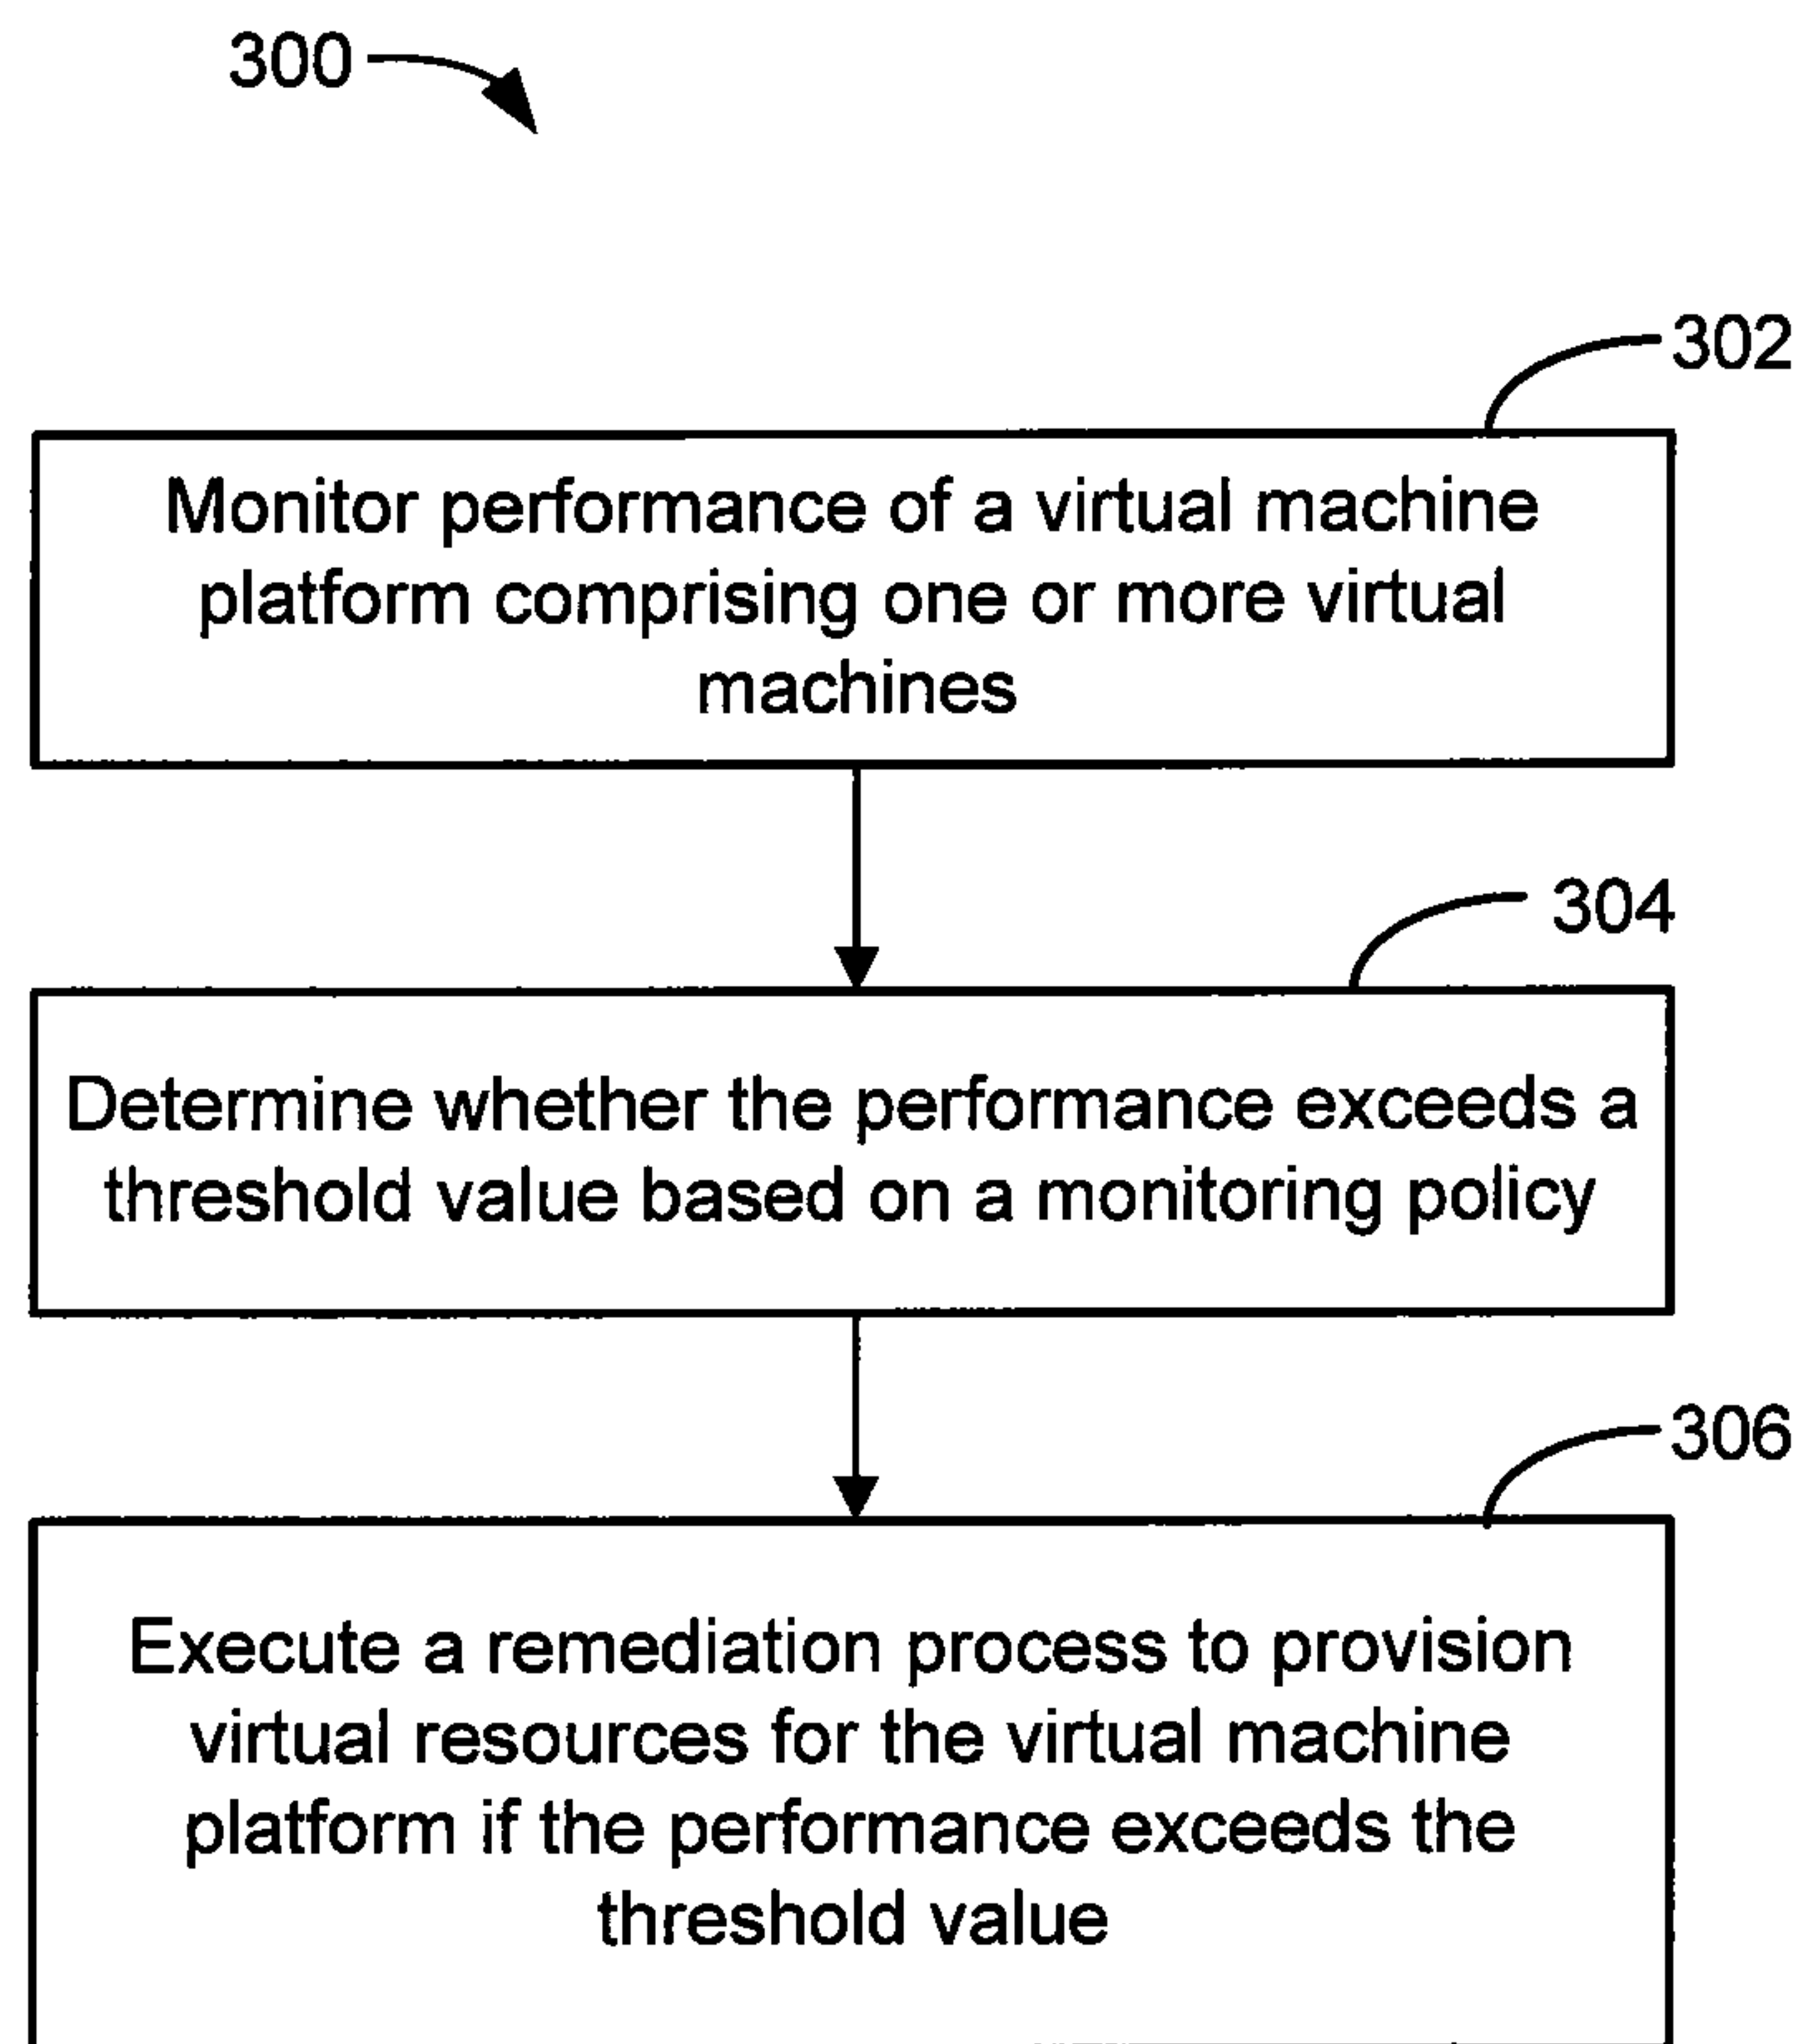 300
302
Monitor performance of a virtual machine
platform comprising one or more virtual
machines
304
Determine whether the performance exceeds a
threshold value based on a monitoring policy
306
Execute a remediation process to provision
virtual resources for the virtual machine
platform if the performance exceeds the
threshold value